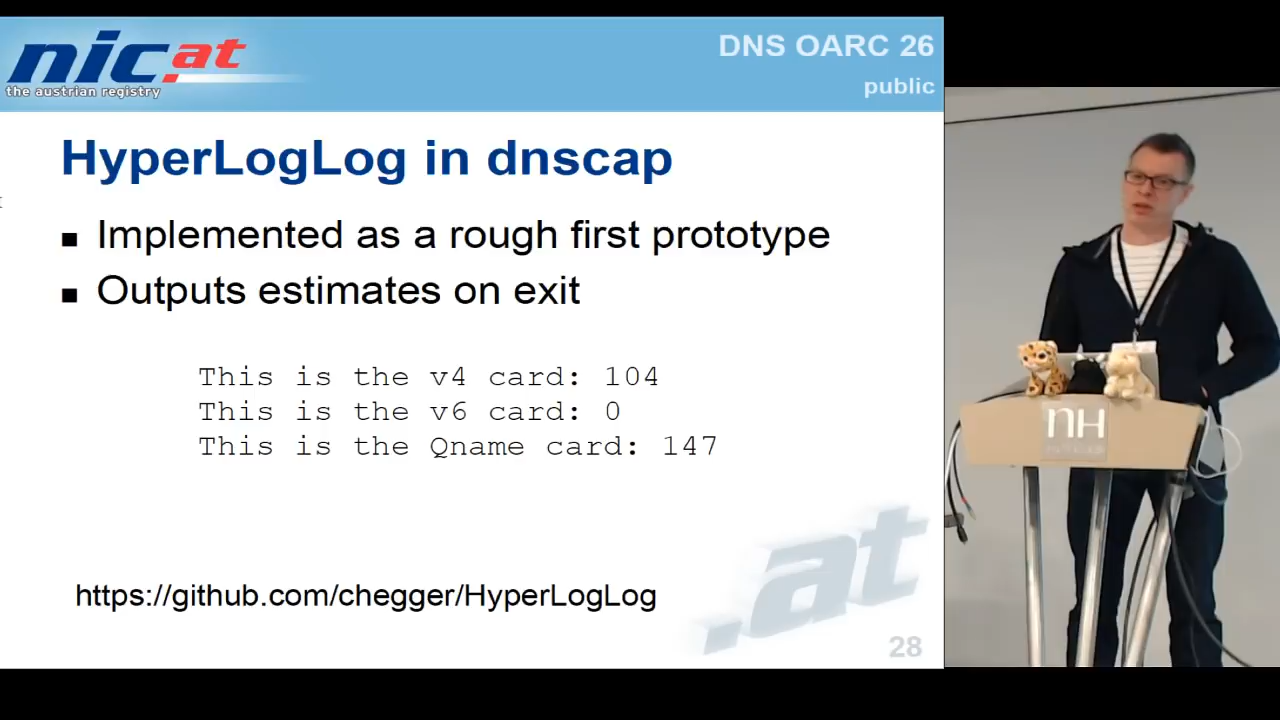 nic.at
the austrian registry
DNS OARC 26
public
HyperLogLog in dnscap
Implemented as a rough first prototype
Outputs estimates on exit
This is the v4 card: 104
This is the v6 card: 0
This is the Qname card: 147
https://github.com/chegger/HyperLogLog
.at
28
nH